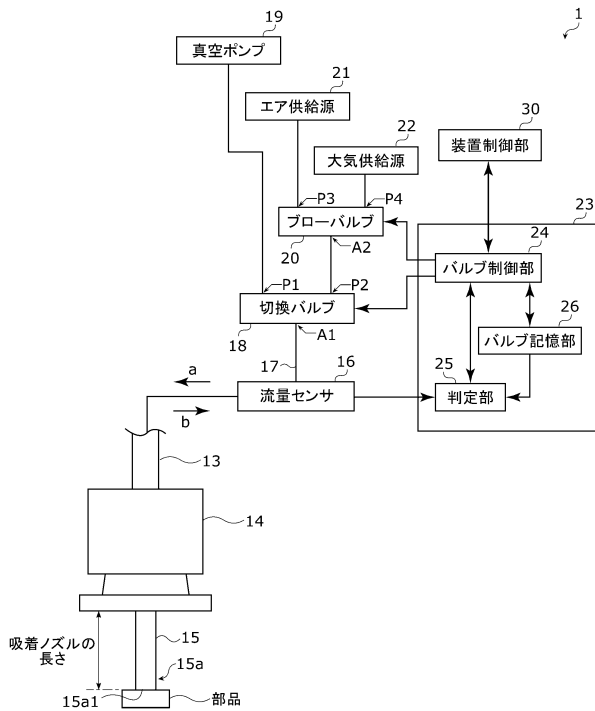 1
19
真空ポンプ
21
エア供給源
22
大気供給源
30
装置制御部
P3
P4
23
ブローバルブ
20
A2
24
バルブ制御部
P1
P2
切換バルブ
18
A1
26
バルブ記憶部
17
16
a
流量センサ
25
判定部
b
13
14
吸着ノズルの
長さ
15
15a
15a1
部品